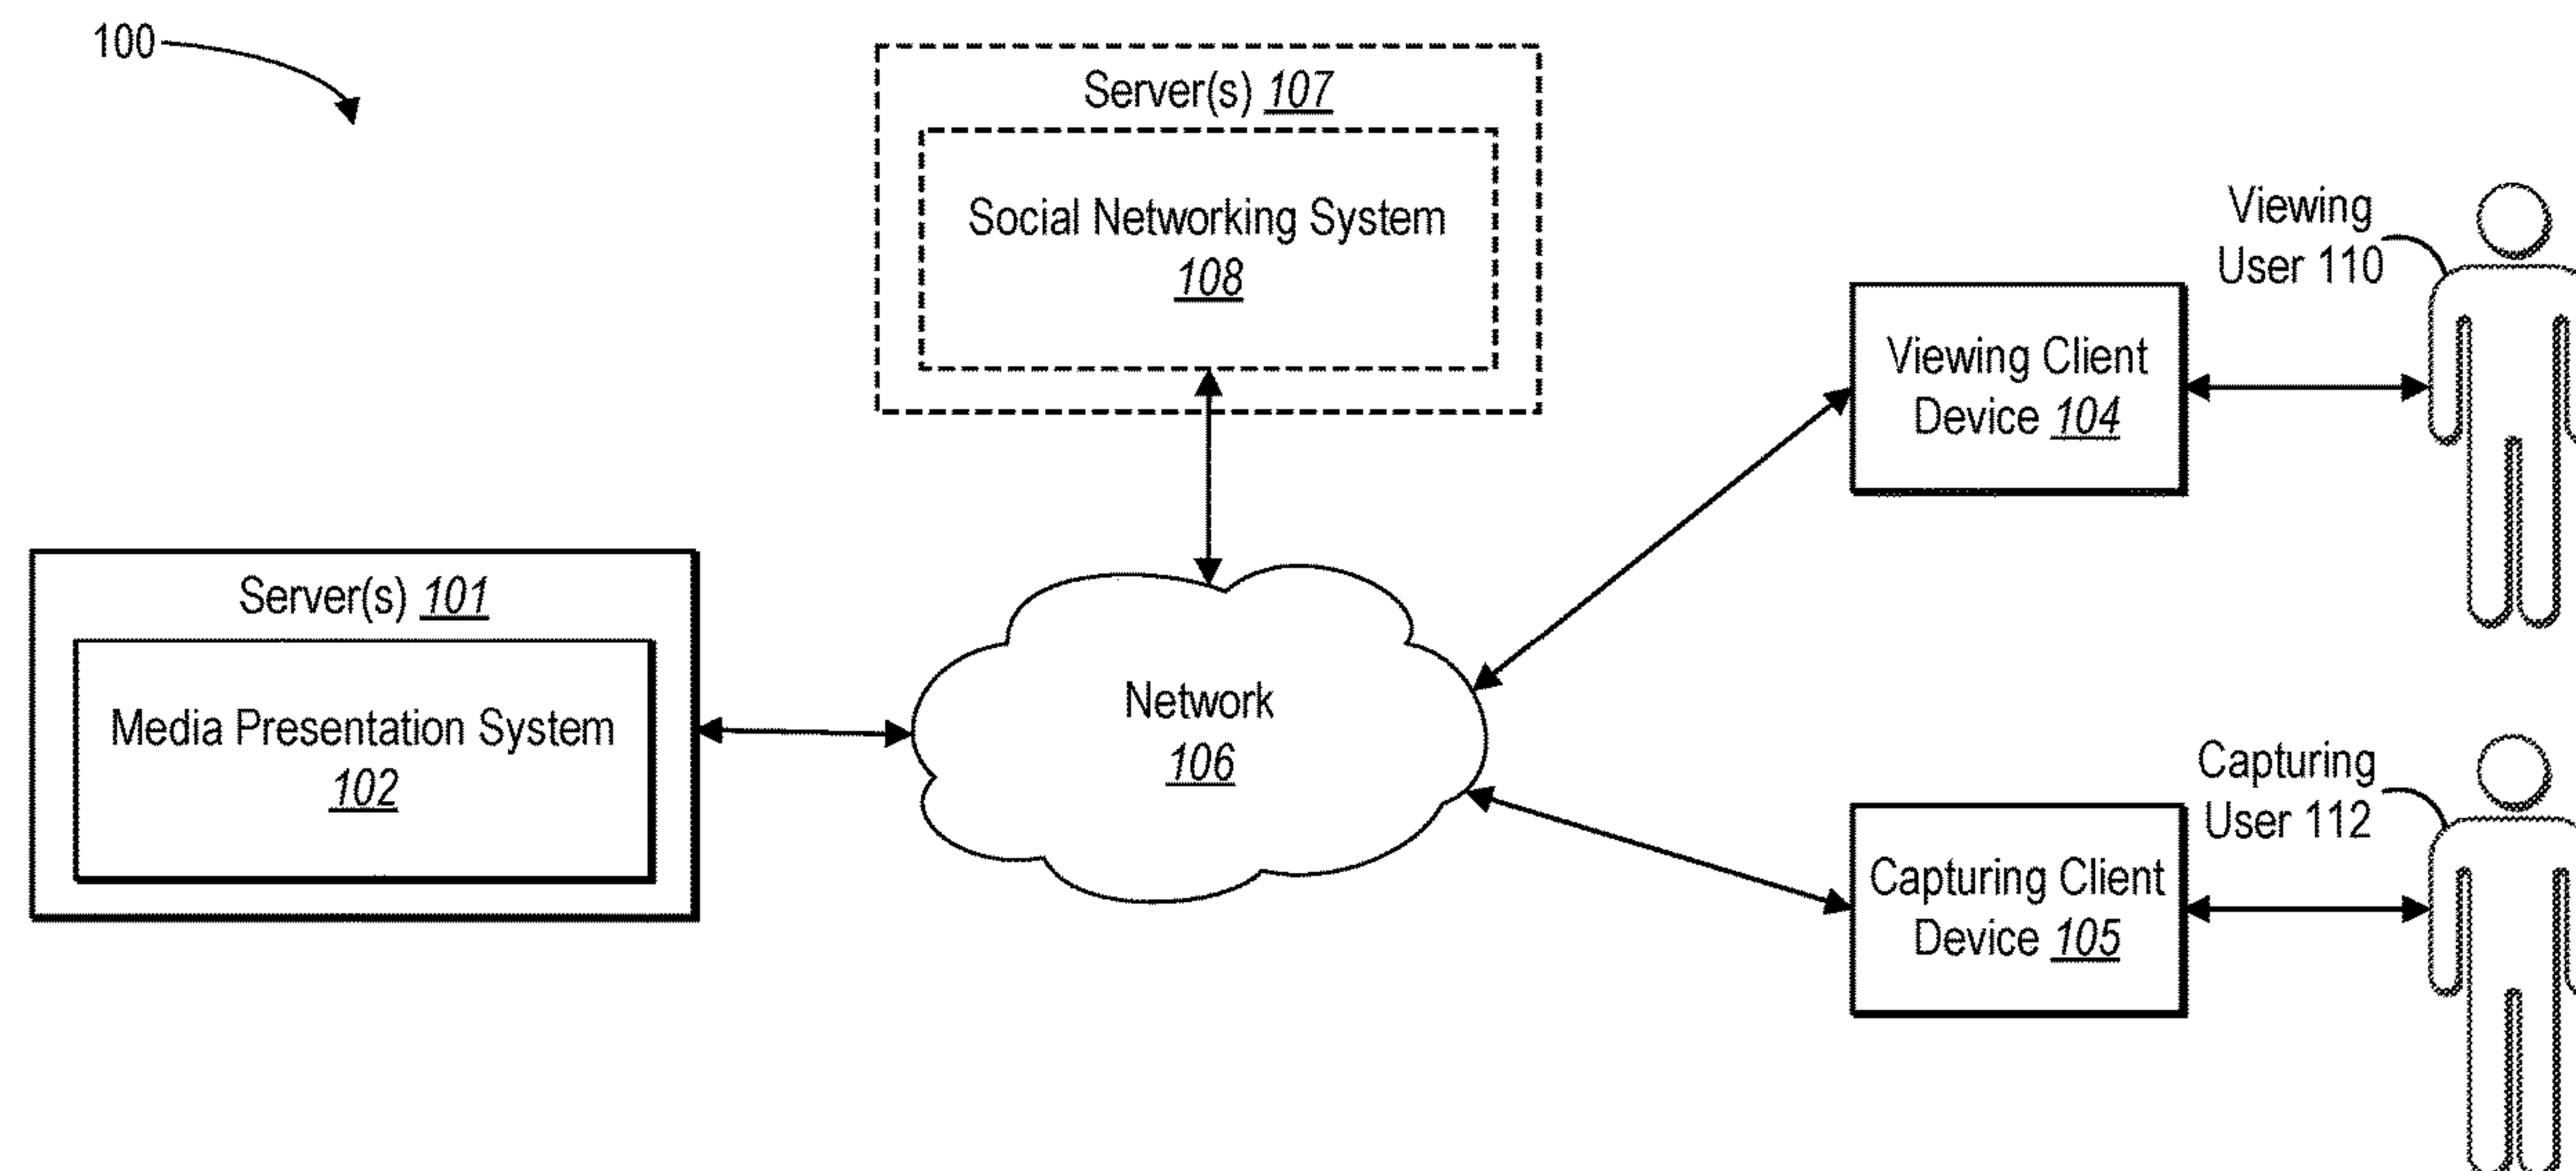 100
Server(s) 107
Social Networking System
108
Viewing
User 110
Viewing Client
Device 104
Server(s) 101
Media Presentation System
102
Network
106
Capturing
User 112
Capturing Client
Device 105